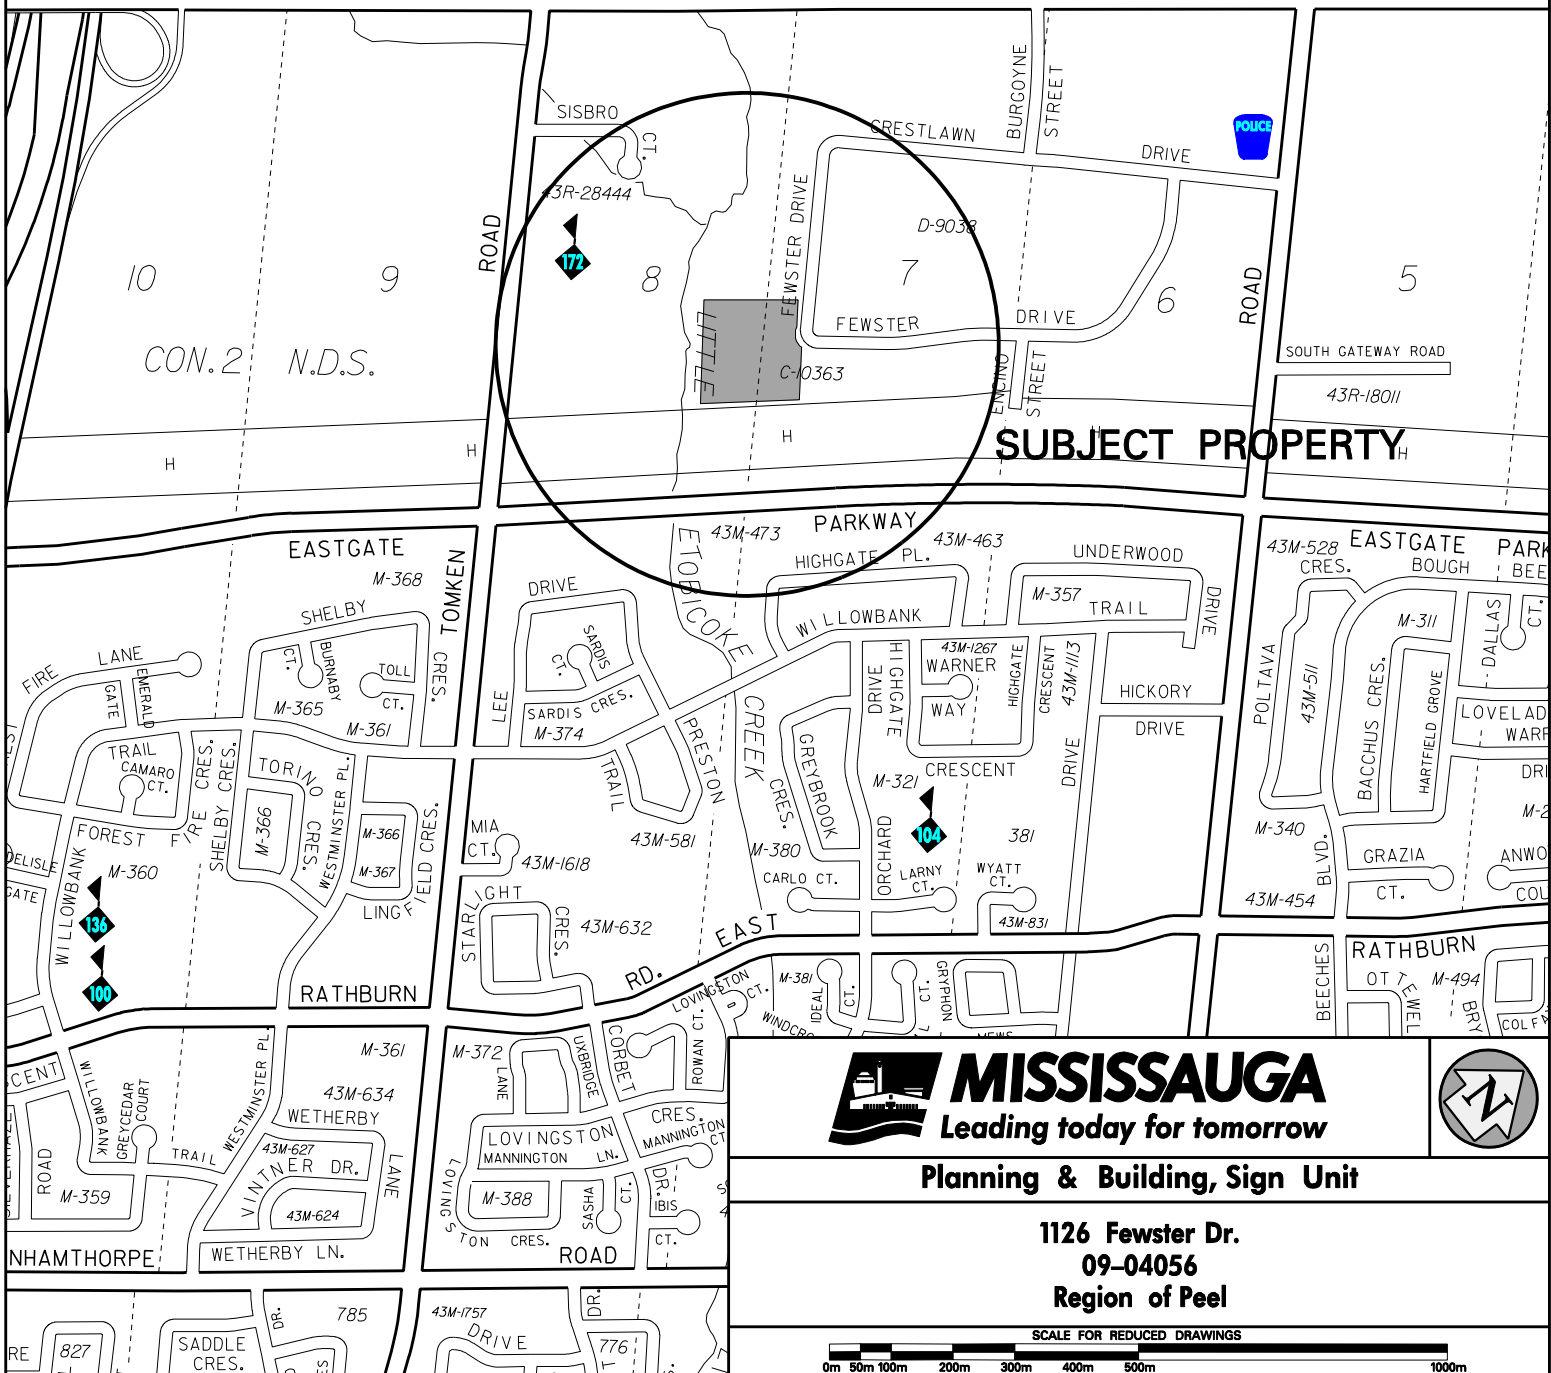 SISBRO
CT.
43R-28444
ROAD
172
CRESTLAWN
BURGOYNE
STREET
DRIVE
POLICE
FEWSTER DRIVE
D-9038
10
9
8
7
6
5
ROAD
FEWSTER
DRIVE
LITTLE
C-10363
ENCINO
STREET
SOUTH GATEWAY ROAD
43R-18011
CON. 2 N.D.S.
H
H
H
H
H
SUBJECT PROPERTY
EASTGATE
PARKWAY
43M-473
43M-463
43M-528
EASTGATE
M-368
TOMKEN
ETOBICOKE
CREEK
HIGHGATE PL.
UNDERWOOD
DRIVE
CRES.
BOUGH
SHELBY
CRES.
DRIVE
LEE
SARDIS
CT.
SARDIS CRES.
M-374
WILLOWBANK
TRAIL
M-357
M-311
DALLAS
CT.
FIRE LANE
EMERALD
GATE
BURNABY
CT.
TOLL
CT.
M-365
M-361
43M-1267
WARNER
WAY
HIGHGATE
CRESCENT
43M-1113
DRIVE
HIGHGATE
CRESCENT
HICKORY
DRIVE
DRIVE
POLTAVA
43M-511
BACCHUS CRES.
HARTFIELD GROVE
TRAIL
CAMARO
CT.
FIRE CRES.
SHELBY CRES.
TORINO
CRES.
WESTMINSTER PL.
M-366
M-366
M-367
LINGFIELD CRES.
FOREST
M-360
WILLOWBANK
DELISLE
GATE
136
100
TRAIL
PRESTON
43M-581
MIA
CT.
43M-1618
STARLIGHT
CRES.
43M-632
GREYBROOK
CRES.
M-321
104
381
M-380
CARLO CT.
ORCHARD
LARNY
CT.
WYATT
CT.
43M-831
M-340
BLVD.
43M-454
GRAZIA
CT.
RATHBURN
RD.
EAST
RATHBURN
LOVINGSTON
CT.
M-381
IDEAL
CT.
CT.
GRYPHON
MEWS
BEECHES
OTTEWELL
M-494
M-361
43M-634
WETHERBY
LANE
M-372
LANE
UXBRIDGE
CORBET
CRES.
ROWAN CT.
WILLOWBANK
GREYCEDAR
COURT
WESTMINSTER PL.
TRAIL
ROAD
M-359
43M-627
VINTNER DR.
43M-624
WETHERBY LN.
LOVINGSTON
MANNINGTON LN.
MANNINGTON
CT.
DR.
M-388
SASHA
CT.
IBIS
CT.
LOVINGSTON CRES.
ROAD
785
827
SADDLE
CRES.
DR.
43M-1757
DRIVE
DR.
776
MISSISSAUGA
Leading today for tomorrow
N
Planning & Building, Sign Unit
1126 Fewster Dr.
09-04056
Region of Peel
SCALE FOR REDUCED DRAWINGS
0m 50m 100m 200m 300m 400m 500m 1000m